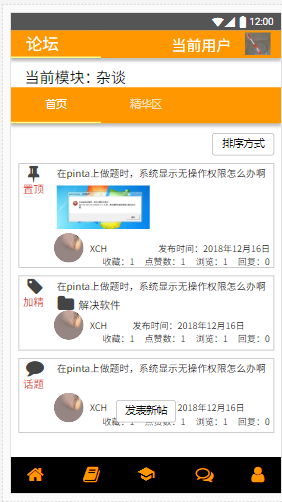 12:00
论坛 当前用户
当前模块：杂谈
首页 精华区
排序方式
置顶 在pinta上做题时，系统显示无操作权限怎么办啊
XCH 发布时间：2018年12月16日
收藏：1 点赞数：1 浏览：1 回复：0
加精 在pinta上做题时，系统显示无操作权限怎么办啊
解决软件
XCH 发布时间：2018年12月16日
收藏：1 点赞数：1 浏览：1 回复：0
话题 在pinta上做题时，系统显示无操作权限怎么办啊
XCH 2018年12月16日
发表新帖
1 点赞数：1 浏览：1 回复：0